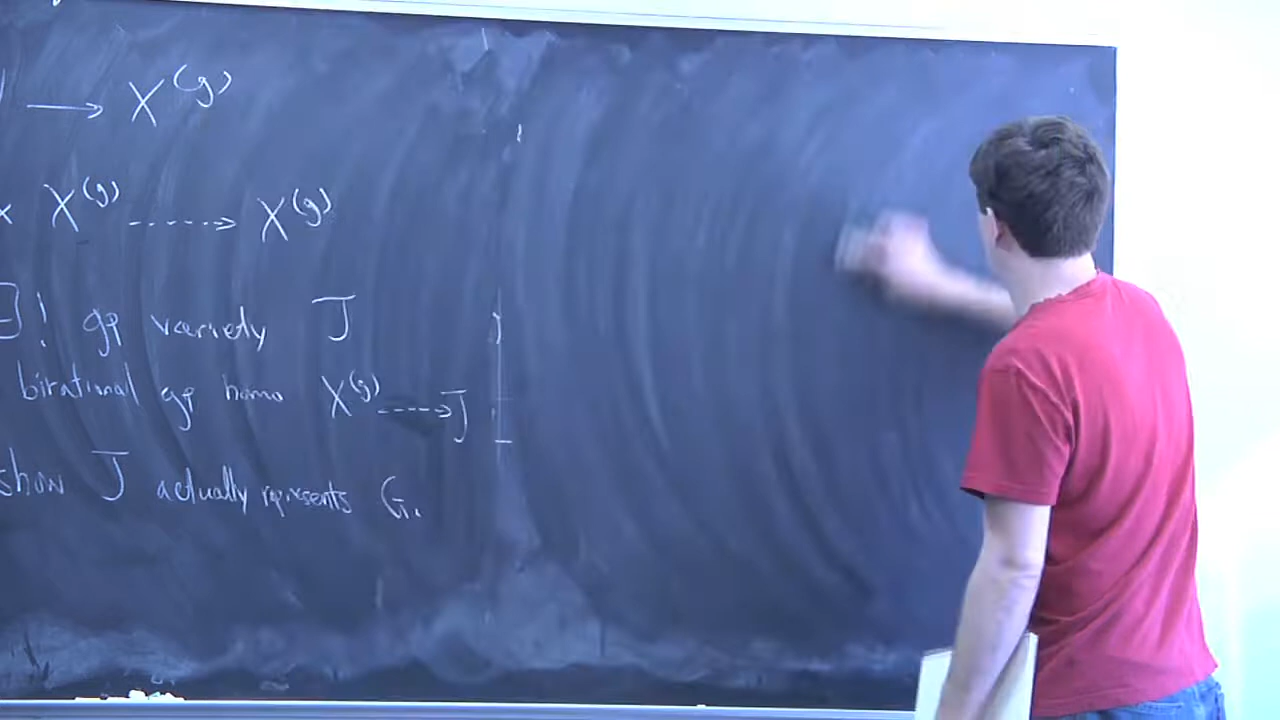 ⟶ X^(g)
× X^(g) ⇢ X^(g)
∃! gp variety J
birational gp homo X^(g) ⇢ J
show J actually represents G.